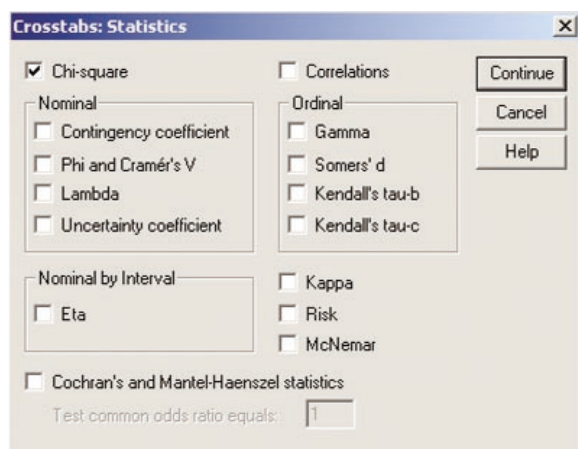 Crosstabs: Statistics
Chi-square
Correlations
Continue
Nominal
Contingency coefficient
Phi and Cramér's V
Lambda
Uncertainty coefficient
Ordinal
Gamma
Somers' d
Kendall's tau-b
Kendall's tau-c
Cancel
Help
Nominal by Interval
Eta
Kappa
Risk
McNemar
Cochran's and Mantel-Haenszel statistics
Test common odds ratio equals: 1